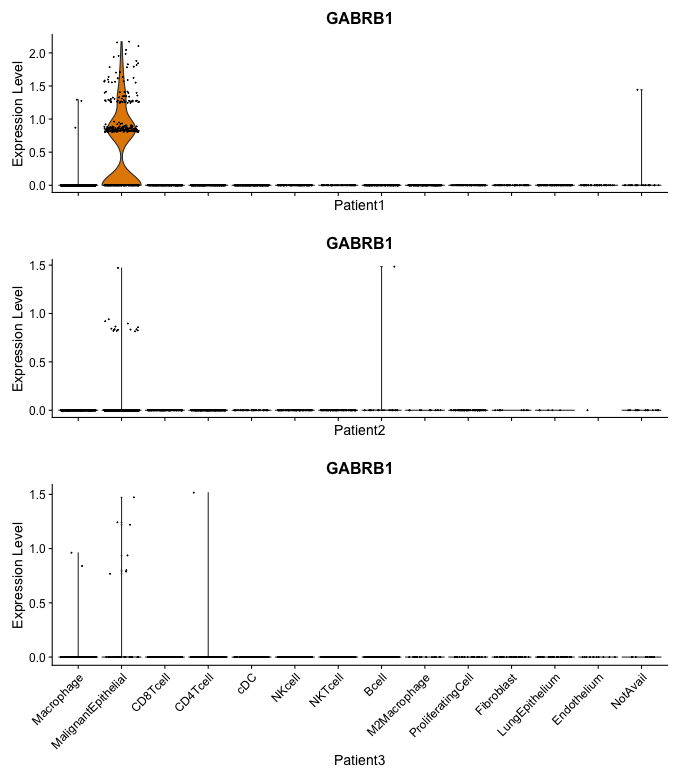 GABRB1
Expression Level
2.0
1.5
1.0
0.5
0.0
Patient1
GABRB1
Expression Level
1.5
1.0
0.5
0.0
Patient2
GABRB1
Expression Level
1.5
1.0
0.5
0.0
Macrophage
MalignantEpithelial
CD8Tcell
CD4Tcell
cDC
NKcell
NKTcell
Bcell
M2Macrophage
ProliferatingCell
Fibroblast
LungEpithelium
Endothelium
NotAvail
Patient3